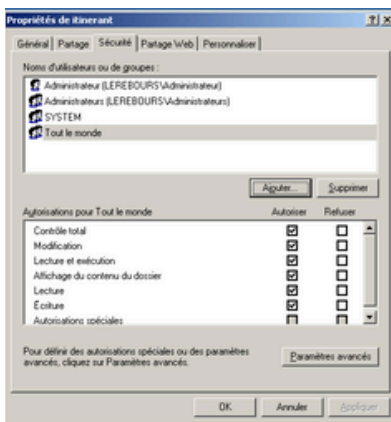 Propriétés de itinerant
Général
Partage
Sécurité
Partage Web
Personnaliser
Noms d'utilisateurs ou de groupes :
Administrateur (LEREBOURS\Administrateur)
Administrateurs (LEREBOURS\Administrateurs)
SYSTEM
Tout le monde
Ajouter...
Supprimer
Autorisations pour Tout le monde
Autoriser
Refuser
Contrôle total
Modification
Lecture et exécution
Affichage du contenu du dossier
Lecture
Écriture
Autorisations spéciales
Pour définir des autorisations spéciales ou des paramètres
avancés, cliquez sur Paramètres avancés.
Paramètres avancés
OK
Annuler
Appliquer